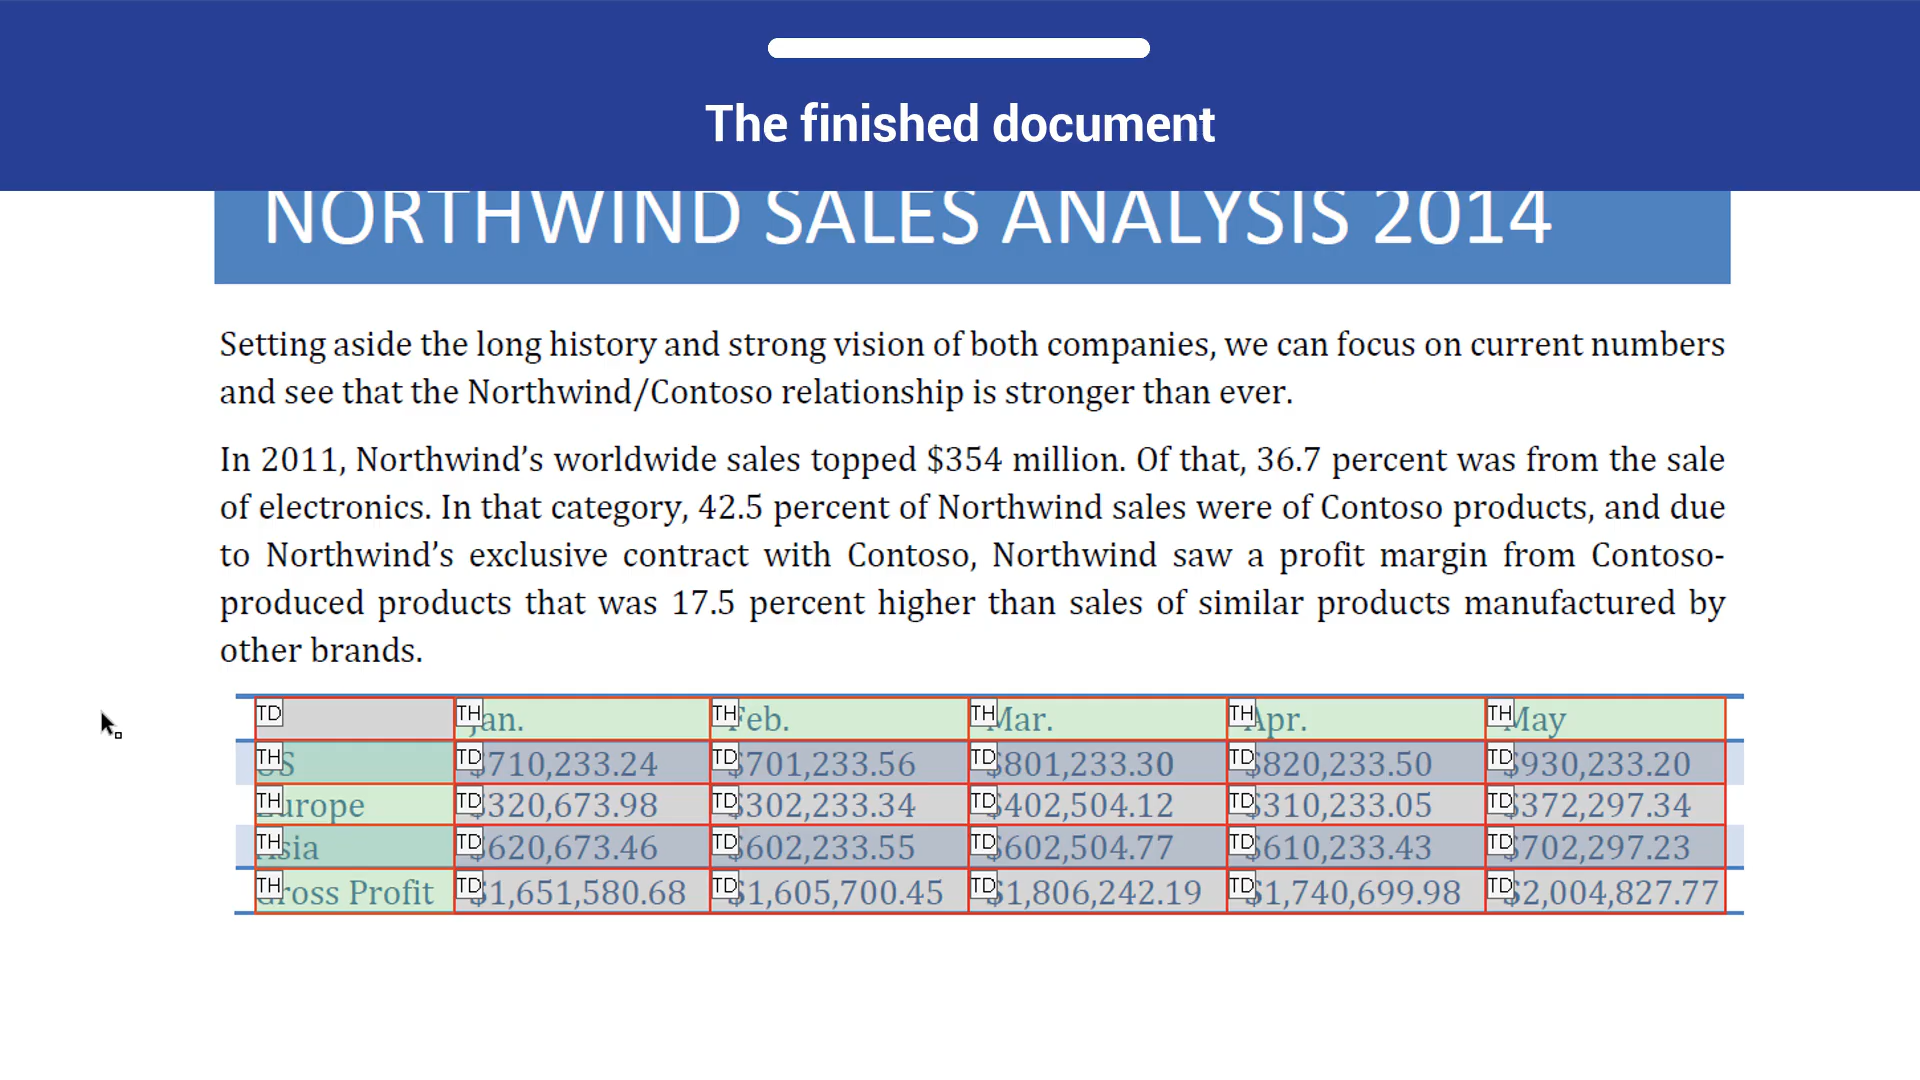 The finished document
NORTHWIND SALES ANALYSIS 2014
Setting aside the long history and strong vision of both companies, we can focus on current numbers
and see that the Northwind/Contoso relationship is stronger than ever.
In 2011, Northwind’s worldwide sales topped $354 million. Of that, 36.7 percent was from the sale
of electronics. In that category, 42.5 percent of Northwind sales were of Contoso products, and due
to Northwind’s exclusive contract with Contoso, Northwind saw a profit margin from Contoso-
produced products that was 17.5 percent higher than sales of similar products manufactured by
other brands.
TD TH Jan. TH Feb. TH Mar. TH Apr. TH May
TH US TD $710,233.24 TD $701,233.56 TD $801,233.30 TD $820,233.50 TD $930,233.20
TH Europe TD $320,673.98 TD $302,233.34 TD $402,504.12 TD $310,233.05 TD $372,297.34
TH Asia TD $620,673.46 TD $602,233.55 TD $602,504.77 TD $610,233.43 TD $702,297.23
TH Gross Profit TD $1,651,580.68 TD $1,605,700.45 TD $1,806,242.19 TD $1,740,699.98 TD $2,004,827.77